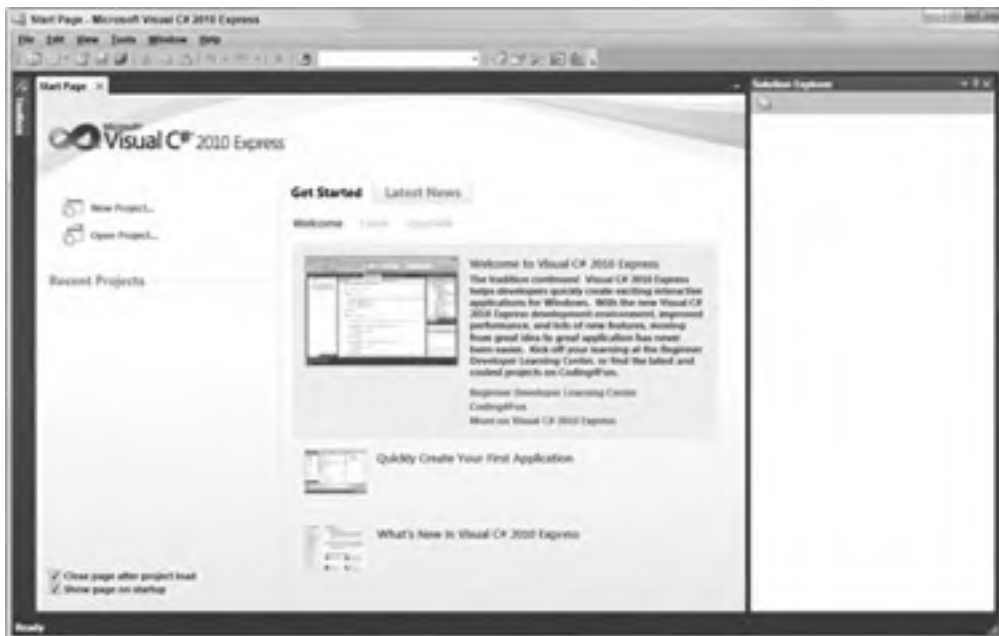 Start Page - Microsoft Visual C# 2010 Express
File Edit View Tools Window Help
Toolbox
Start Page
Solution Explorer
Microsoft
Visual C# 2010 Express
New Project...
Open Project...
Recent Projects
Get Started Latest News
Welcome Learn Upgrade
Welcome to Visual C# 2010 Express
The tradition continues! Visual C# 2010 Express
helps developers quickly create exciting interactive
applications for Windows. With the new Visual C#
2010 Express development environment, improved
performance, and lots of new features, moving
from great idea to great application has never
been easier. Kick off your learning at the Beginner
Developer Learning Center, or find the latest and
coolest projects on Coding4Fun.
Beginner Developer Learning Center
Coding4Fun
More on Visual C# 2010 Express
Quickly Create Your First Application
What's New in Visual C# 2010 Express
Close page after project load
Show page on startup
Ready